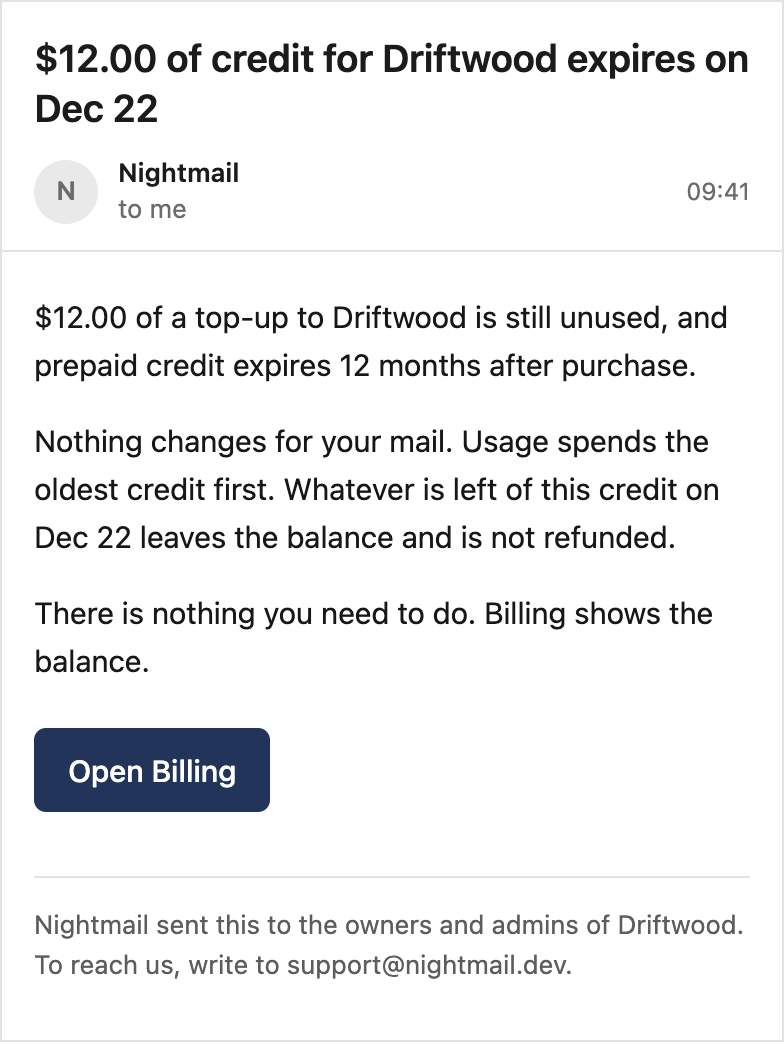 $12.00 of credit for Driftwood expires on
Dec 22
N
Nightmail
to me
09:41
$12.00 of a top-up to Driftwood is still unused, and
prepaid credit expires 12 months after purchase.
Nothing changes for your mail. Usage spends the
oldest credit first. Whatever is left of this credit on
Dec 22 leaves the balance and is not refunded.
There is nothing you need to do. Billing shows the
balance.
Open Billing
Nightmail sent this to the owners and admins of Driftwood.
To reach us, write to support@nightmail.dev.